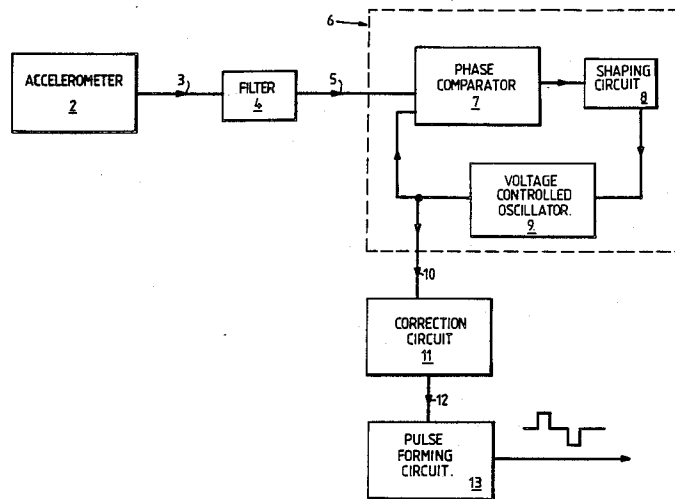 6
ACCELEROMETER
2
3
FILTER
4
5
PHASE
COMPARATOR
7
SHAPING
CIRCUIT
8
VOLTAGE
CONTROLLED
OSCILLATOR.
9
10
CORRECTION
CIRCUIT
11
12
PULSE
FORMING
CIRCUIT.
13